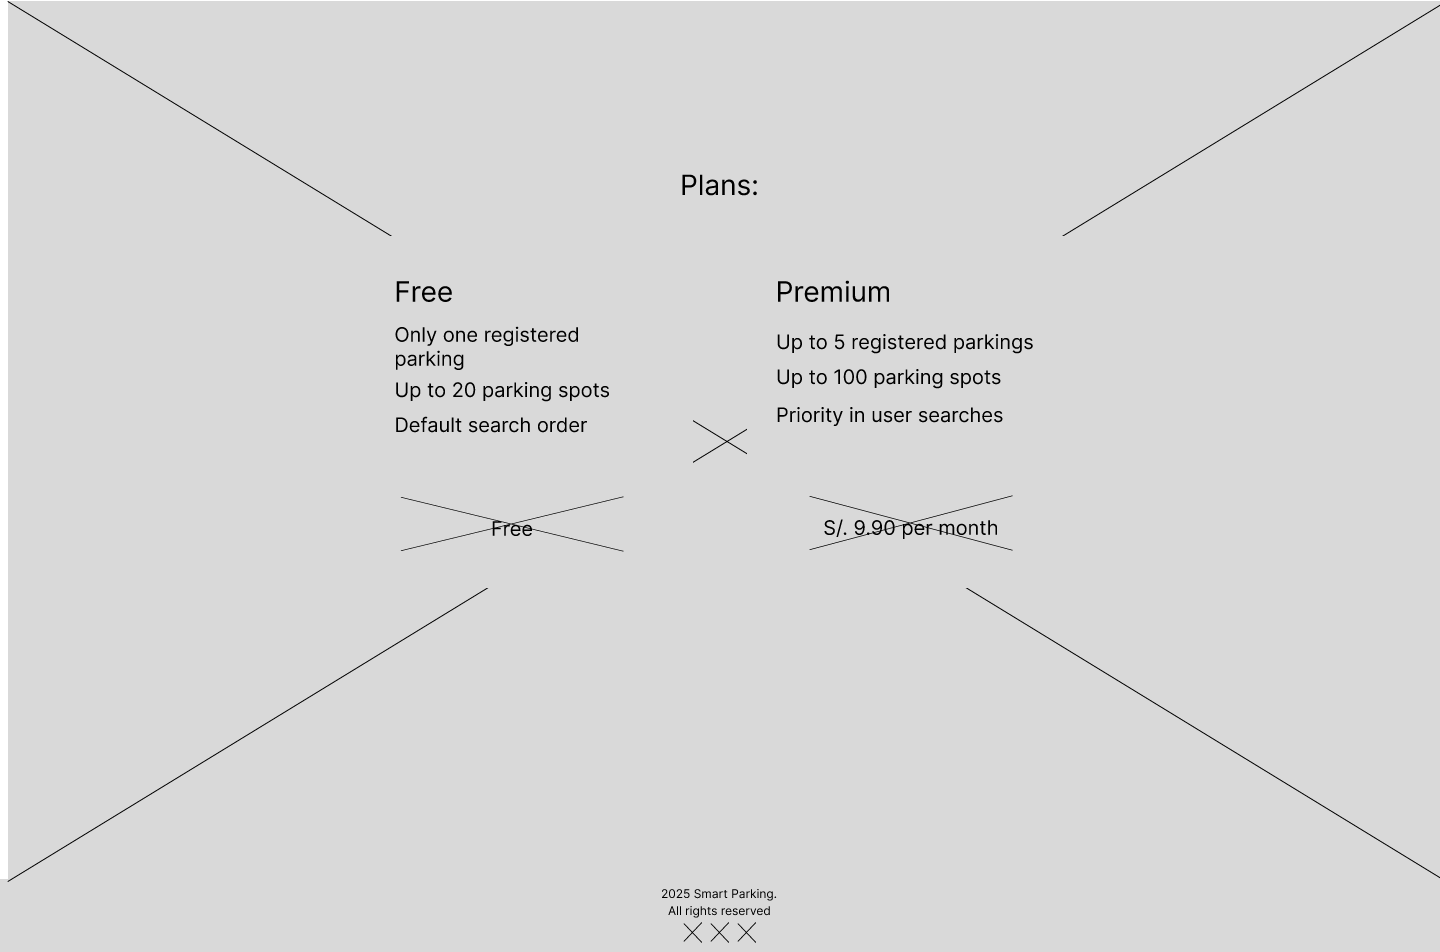 Plans:
Free
Only one registered
parking
Up to 20 parking spots
Default search order
Free
Premium
Up to 5 registered parkings
Up to 100 parking spots
Priority in user searches
S/. 9.90 per month
2025 Smart Parking.
All rights reserved